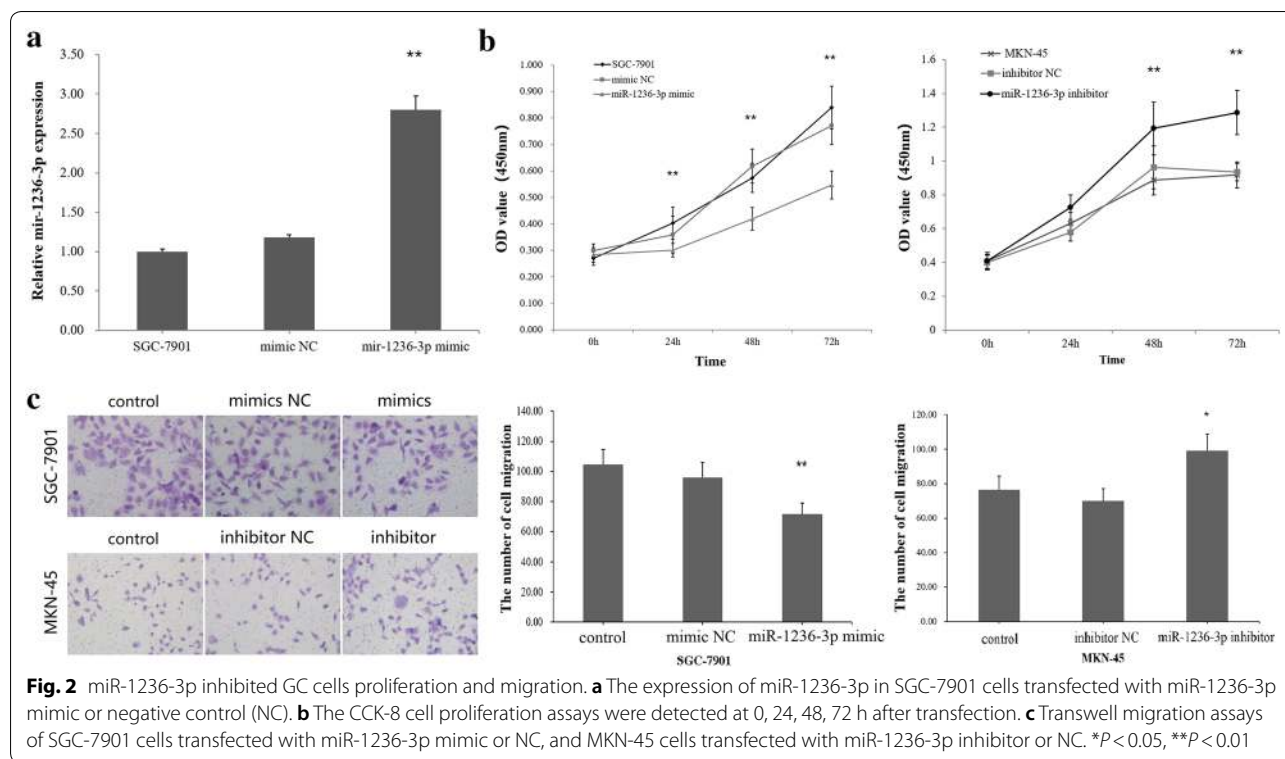 a
3.50
3.00
2.50
2.00
1.50
1.00
0.50
0.00
Relative mir-1236-3p expression
**
SGC-7901
mimic NC
mir-1236-3p mimic
b
1.000
0.900
0.800
0.700
0.600
0.500
0.400
0.300
0.200
0.100
0.000
OD value (450nm)
SGC-7901
mimic NC
miR-1236-3p mimic
**
**
**
0h
24h
48h
72h
Time
1.6
1.4
1.2
1
0.8
0.6
0.4
0.2
0
OD value (450nm)
MKN-45
inhibitor NC
miR-1236-3p inhibitor
**
**
0h
24h
48h
72h
Time
c
control
mimics NC
mimics
SGC-7901
control
inhibitor NC
inhibitor
MKN-45
140.00
120.00
100.00
80.00
60.00
40.00
20.00
0.00
The number of cell migration
**
control
mimic NC
miR-1236-3p mimic
SGC-7901
120.00
100.00
80.00
60.00
40.00
20.00
0.00
The number of cell migration
*
control
inhibitor NC
miR-1236-3p inhibitor
MKN-45
Fig. 2 miR-1236-3p inhibited GC cells proliferation and migration. a The expression of miR-1236-3p in SGC-7901 cells transfected with miR-1236-3p
mimic or negative control (NC). b The CCK-8 cell proliferation assays were detected at 0, 24, 48, 72 h after transfection. c Transwell migration assays
of SGC-7901 cells transfected with miR-1236-3p mimic or NC, and MKN-45 cells transfected with miR-1236-3p inhibitor or NC. *P < 0.05, **P < 0.01